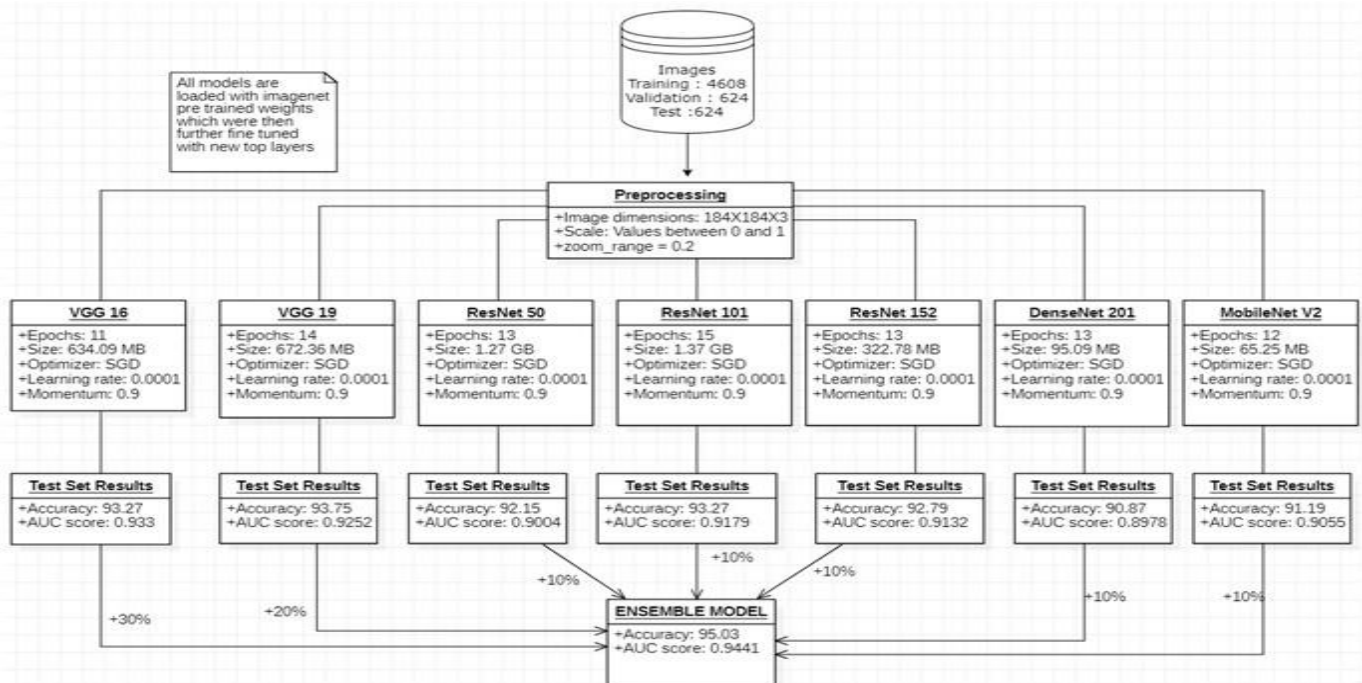 Images
Training : 4608
Validation : 624
Test :624
All models are
loaded with imagenet
pre trained weights
which were then
further fine tuned
with new top layers
Preprocessing
+Image dimensions: 184X184X3
+Scale: Values between 0 and 1
+zoom_range = 0.2
VGG 16
+Epochs: 11
+Size: 634.09 MB
+Optimizer: SGD
+Learning rate: 0.0001
+Momentum: 0.9
VGG 19
+Epochs: 14
+Size: 672.36 MB
+Optimizer: SGD
+Learning rate: 0.0001
+Momentum: 0.9
ResNet 50
+Epochs: 13
+Size: 1.27 GB
+Optimizer: SGD
+Learning rate: 0.0001
+Momentum: 0.9
ResNet 101
+Epochs: 15
+Size: 1.37 GB
+Optimizer: SGD
+Learning rate: 0.0001
+Momentum: 0.9
ResNet 152
+Epochs: 13
+Size: 322.78 MB
+Optimizer: SGD
+Learning rate: 0.0001
+Momentum: 0.9
DenseNet 201
+Epochs: 13
+Size: 95.09 MB
+Optimizer: SGD
+Learning rate: 0.0001
+Momentum: 0.9
MobileNet V2
+Epochs: 12
+Size: 65.25 MB
+Optimizer: SGD
+Learning rate: 0.0001
+Momentum: 0.9
Test Set Results
+Accuracy: 93.27
+AUC score: 0.933
Test Set Results
+Accuracy: 93.75
+AUC score: 0.9252
Test Set Results
+Accuracy: 92.15
+AUC score: 0.9004
Test Set Results
+Accuracy: 93.27
+AUC score: 0.9179
Test Set Results
+Accuracy: 92.79
+AUC score: 0.9132
Test Set Results
+Accuracy: 90.87
+AUC score: 0.8978
Test Set Results
+Accuracy: 91.19
+AUC score: 0.9055
+30%
+20%
+10%
+10%
+10%
+10%
+10%
ENSEMBLE MODEL
+Accuracy: 95.03
+AUC score: 0.9441